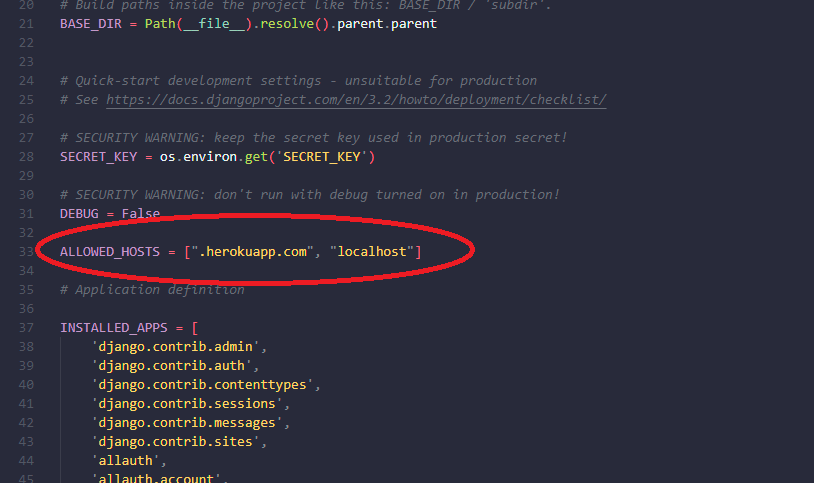 20 # Build paths inside the project like this: BASE_DIR / 'subdir'.
21 BASE_DIR = Path(__file__).resolve().parent.parent
22
23
24 # Quick-start development settings - unsuitable for production
25 # See https://docs.djangoproject.com/en/3.2/howto/deployment/checklist/
26
27 # SECURITY WARNING: keep the secret key used in production secret!
28 SECRET_KEY = os.environ.get('SECRET_KEY')
29
30 # SECURITY WARNING: don't run with debug turned on in production!
31 DEBUG = False
32
33 ALLOWED_HOSTS = [".herokuapp.com", "localhost"]
34
35 # Application definition
36
37 INSTALLED_APPS = [
38 'django.contrib.admin',
39 'django.contrib.auth',
40 'django.contrib.contenttypes',
41 'django.contrib.sessions',
42 'django.contrib.messages',
43 'django.contrib.sites',
44 'allauth',
45 'allauth.account',